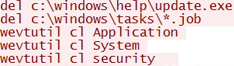 del c:\windows\help\update.exe
del c:\windows\tasks\*.job
wevtutil cl Application
wevtutil cl System
wevtutil cl security